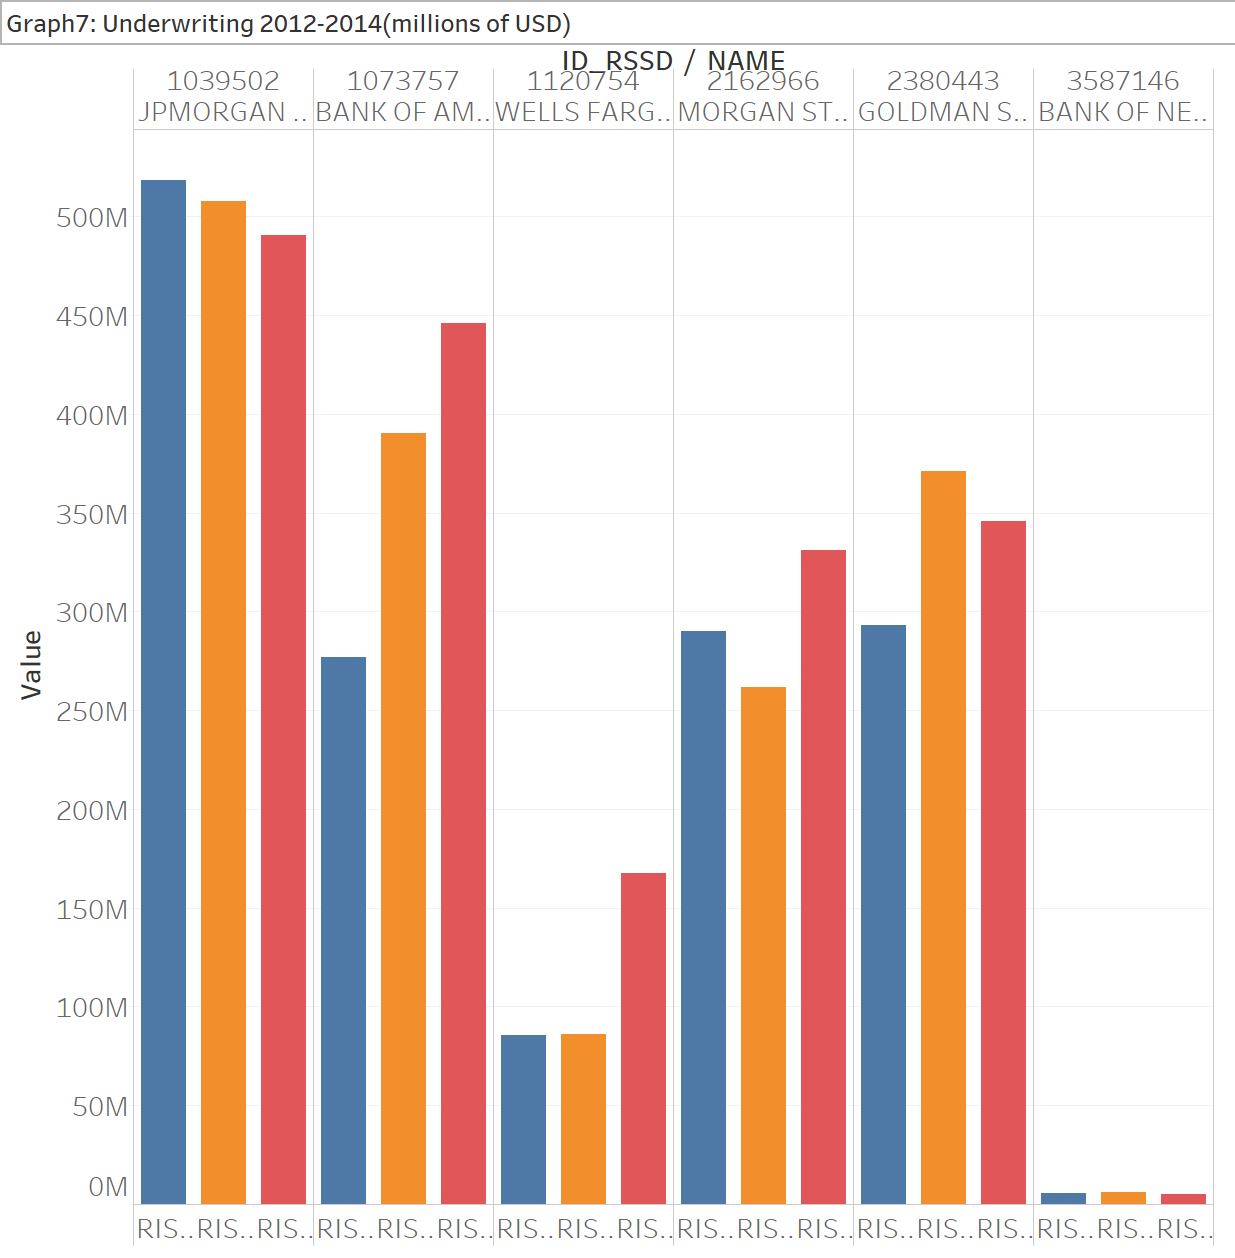 Graph7: Underwriting 2012-2014(millions of USD)
ID_RSSD / NAME
1039502 1073757 1120754 2162966 2380443 3587146
JPMORGAN .. BANK OF AM.. WELLS FARG.. MORGAN ST.. GOLDMAN S.. BANK OF NE..
500M
450M
400M
350M
300M
250M
200M
150M
100M
50M
0M
Value
RIS.. RIS.. RIS.. RIS.. RIS.. RIS.. RIS.. RIS.. RIS.. RIS.. RIS.. RIS.. RIS.. RIS.. RIS.. RIS.. RIS.. RIS..